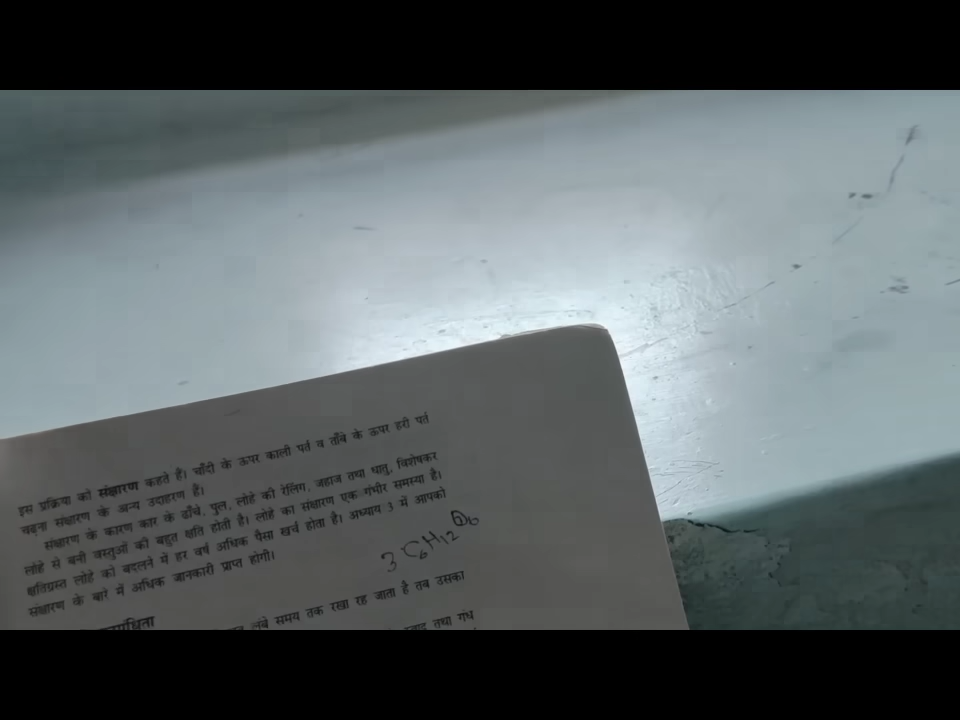 इस प्रक्रिया को संक्षारण कहते हैं। चाँदी के ऊपर काली पर्त व ताँबे के ऊपर हरी पर्त
चढ़ना संक्षारण के अन्य उदाहरण हैं।
संक्षारण के कारण कार के ढाँचे, पुल, लोहे की रेलिंग, जहाज तथा धातु, विशेषकर
लोहे से बनी वस्तुओं की बहुत क्षति होती है। लोहे का संक्षारण एक गंभीर समस्या है।
क्षतिग्रस्त लोहे को बदलने में हर वर्ष अधिक पैसा खर्च होता है। अध्याय 3 में आपको
संक्षारण के बारे में अधिक जानकारी प्राप्त होगी।
3 C6H12O6
लंबे समय तक रखा रह जाता है तब उसका
तथा गंध